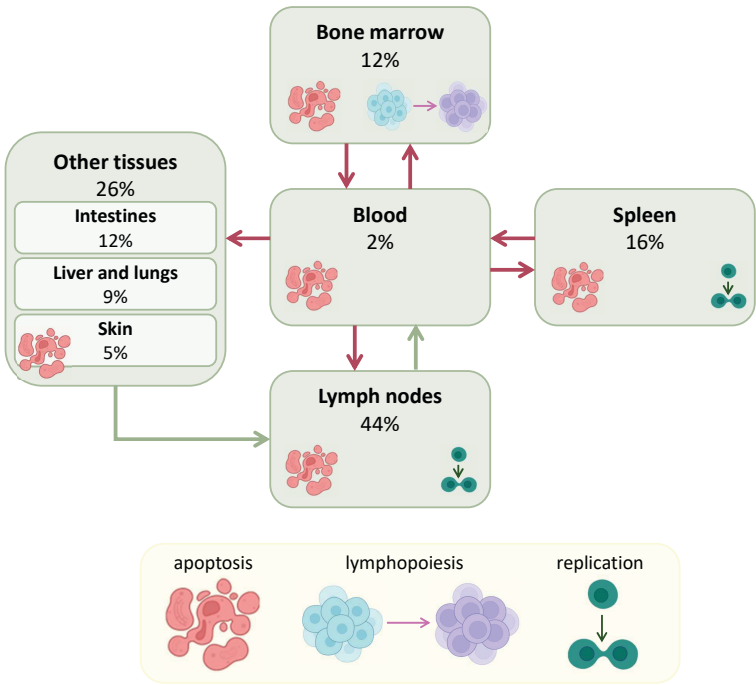 Bone marrow
12%
Other tissues
26%
Intestines
12%
Liver and lungs
9%
Skin
5%
Blood
2%
Spleen
16%
Lymph nodes
44%
apoptosis
lymphopoiesis
replication